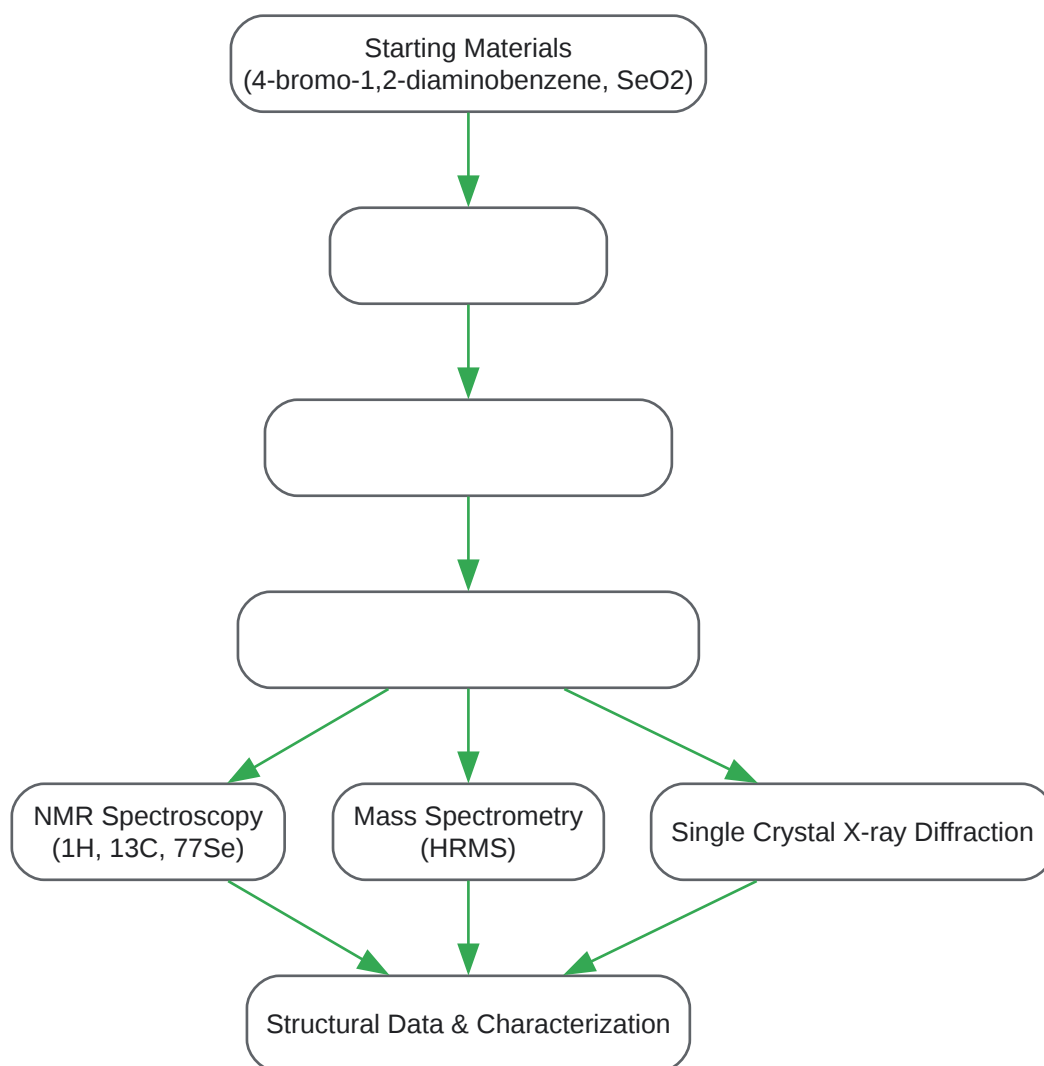 Starting Materials
(4-bromo-1,2-diaminobenzene, SeO2)
NMR Spectroscopy
(1H, 13C, 77Se)
Mass Spectrometry
(HRMS)
Single Crystal X-ray Diffraction
Structural Data & Characterization